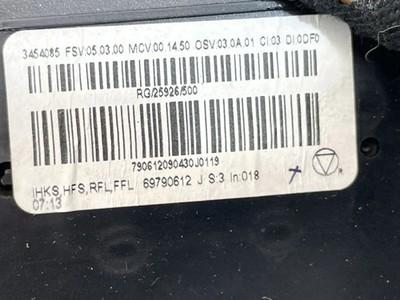 3454085 FSV:05.03.00 MCV:00.14.50 OSV:03.0A.01 CI:03 DI:0DF0
RG/25926/500
790612090430J0119
IHKS,HFS,RFL,FFL 69790612 J S:3 In:018
07:13
R